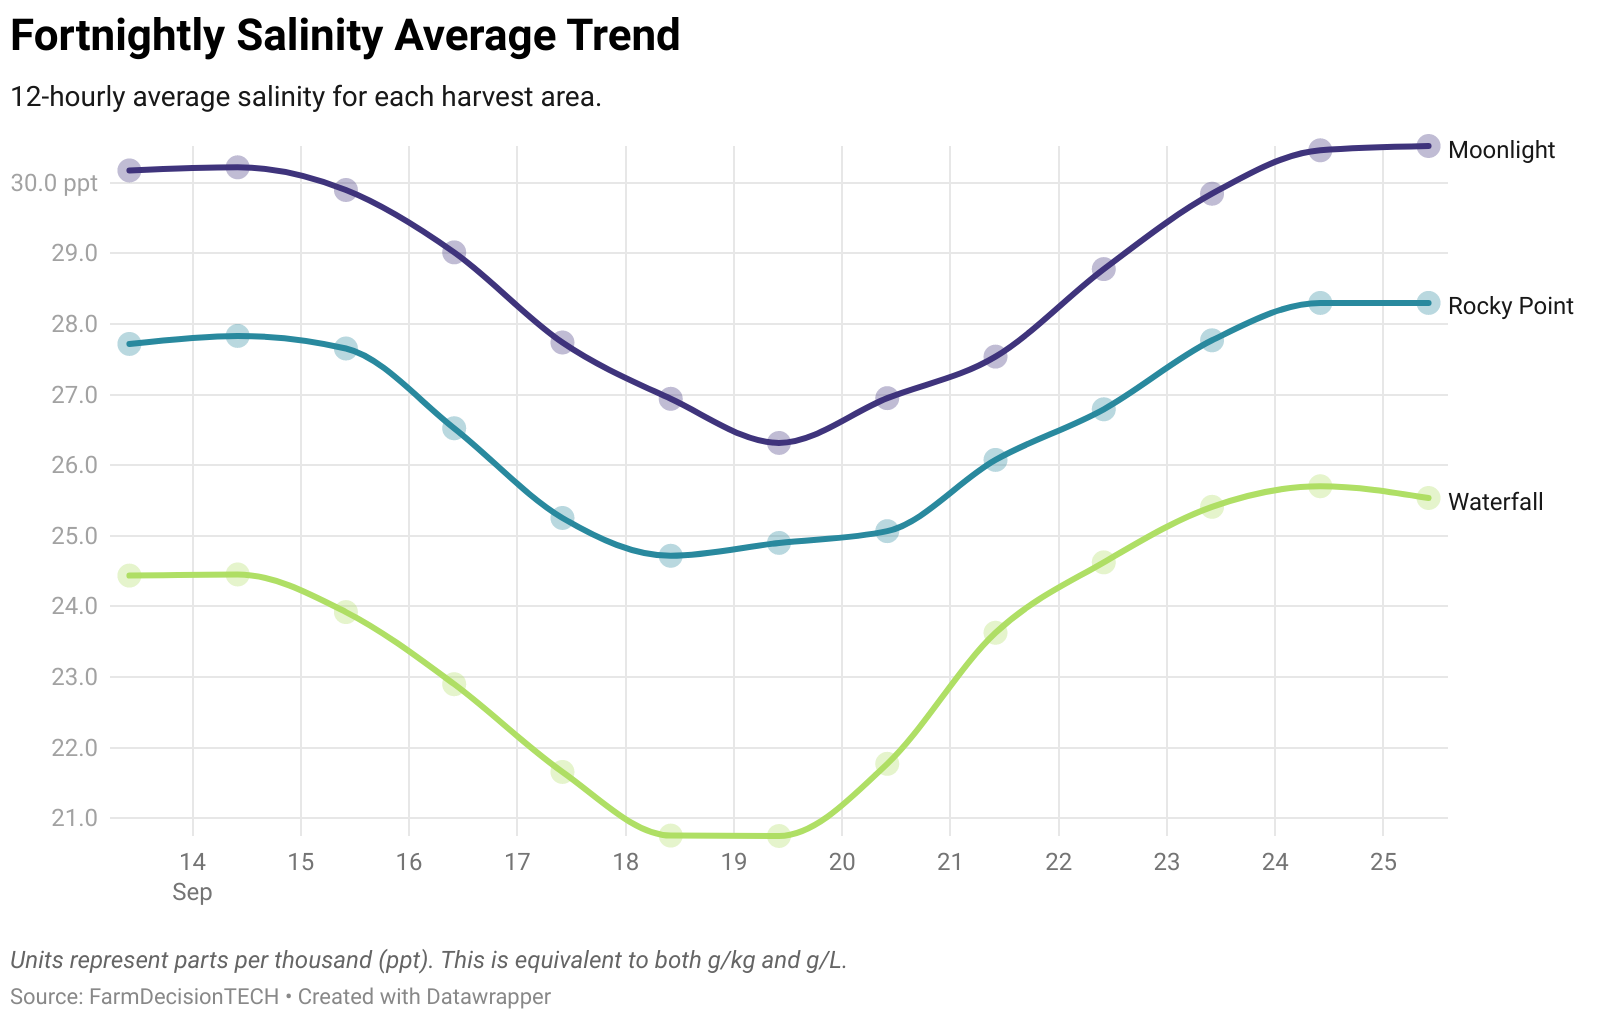 Fortnightly Salinity Average Trend
12-hourly average salinity for each harvest area.
Moonlight
30.0 ppt
29.0
28.0
Rocky Point
27.0
26.0
Waterfall
25.0
24.0
23.0
22.0
21.0
14 15 16 17 18 19 20 21 22 23 24 25
Sep
Units represent parts per thousand (ppt). This is equivalent to both g/kg and g/L.
Source: FarmDecisionTECH • Created with Datawrapper